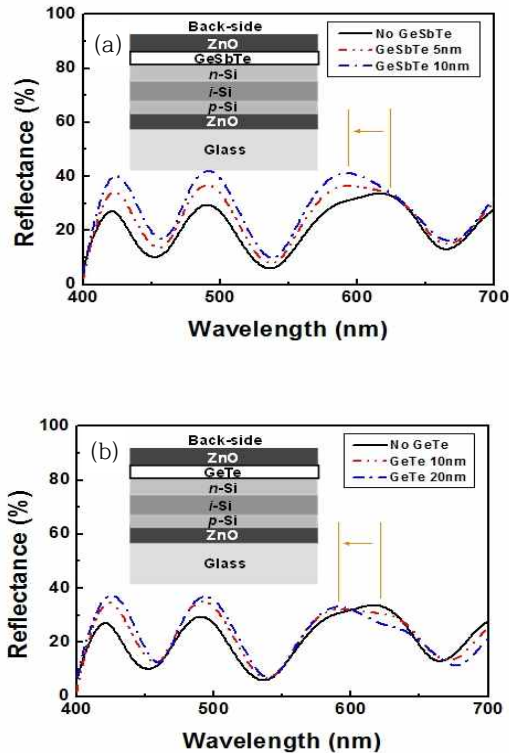 (a)
Back-side
ZnO
GeSbTe
n-Si
i-Si
p-Si
ZnO
Glass
No GeSbTe
GeSbTe 5nm
GeSbTe 10nm
Reflectance (%)
100
80
60
40
20
0
400
500
600
700
Wavelength (nm)
(b)
Back-side
ZnO
GeTe
n-Si
i-Si
p-Si
ZnO
Glass
No GeTe
GeTe 10nm
GeTe 20nm
Reflectance (%)
100
80
60
40
20
0
400
500
600
700
Wavelength (nm)